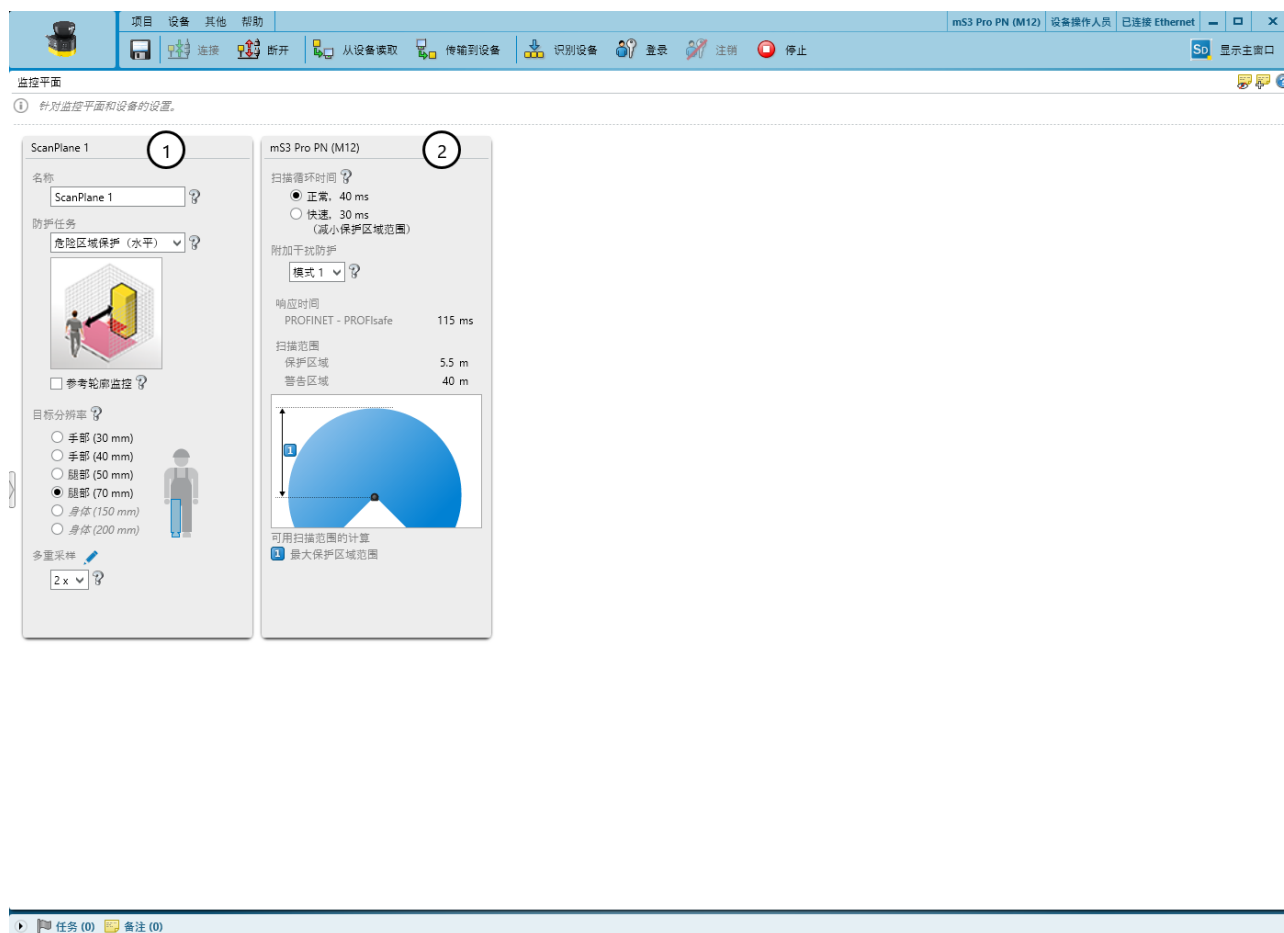 项目 设备 其他 帮助
mS3 Pro PN (M12) 设备操作人员 已连接 Ethernet
连接 断开 从设备读取 传输到设备 识别设备 登录 注销 停止 SD 显示主窗口
监控平面
针对监控平面和设备的设置。
ScanPlane 1
1
名称
ScanPlane 1
防护任务
危险区域保护（水平）
参考轮廓监控
目标分辨率
手部 (30 mm)
手部 (40 mm)
腿部 (50 mm)
腿部 (70 mm)
身体 (150 mm)
身体 (200 mm)
多重采样
2 x
mS3 Pro PN (M12)
2
扫描循环时间
正常，40 ms
快速，30 ms
（减小保护区域范围）
附加干扰防护
模式 1
响应时间
PROFINET - PROFIsafe 115 ms
扫描范围
保护区域 5.5 m
警告区域 40 m
1
可用扫描范围的计算
1 最大保护区域范围
任务 (0) 备注 (0)